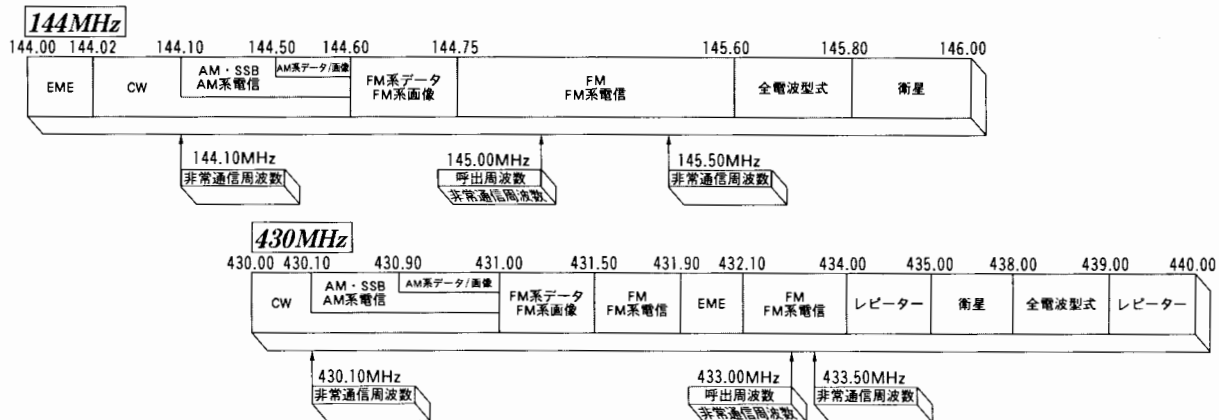 144MHz
144.00 144.02 144.10 144.50 144.60 144.75 145.60 145.80 146.00
EME
CW
AM・SSB
AM系電信
AM系データ/画像
FM系データ
FM系画像
FM
FM系電信
全電波型式
衛星
144.10MHz
非常通信周波数
145.00MHz
呼出周波数
非常通信周波数
145.50MHz
非常通信周波数
430MHz
430.00 430.10 430.90 431.00 431.50 431.90 432.10 434.00 435.00 438.00 439.00 440.00
CW
AM・SSB
AM系電信
AM系データ/画像
FM系データ
FM系画像
FM
FM系電信
EME
FM
FM系電信
レピーター
衛星
全電波型式
レピーター
430.10MHz
非常通信周波数
433.00MHz
呼出周波数
非常通信周波数
433.50MHz
非常通信周波数